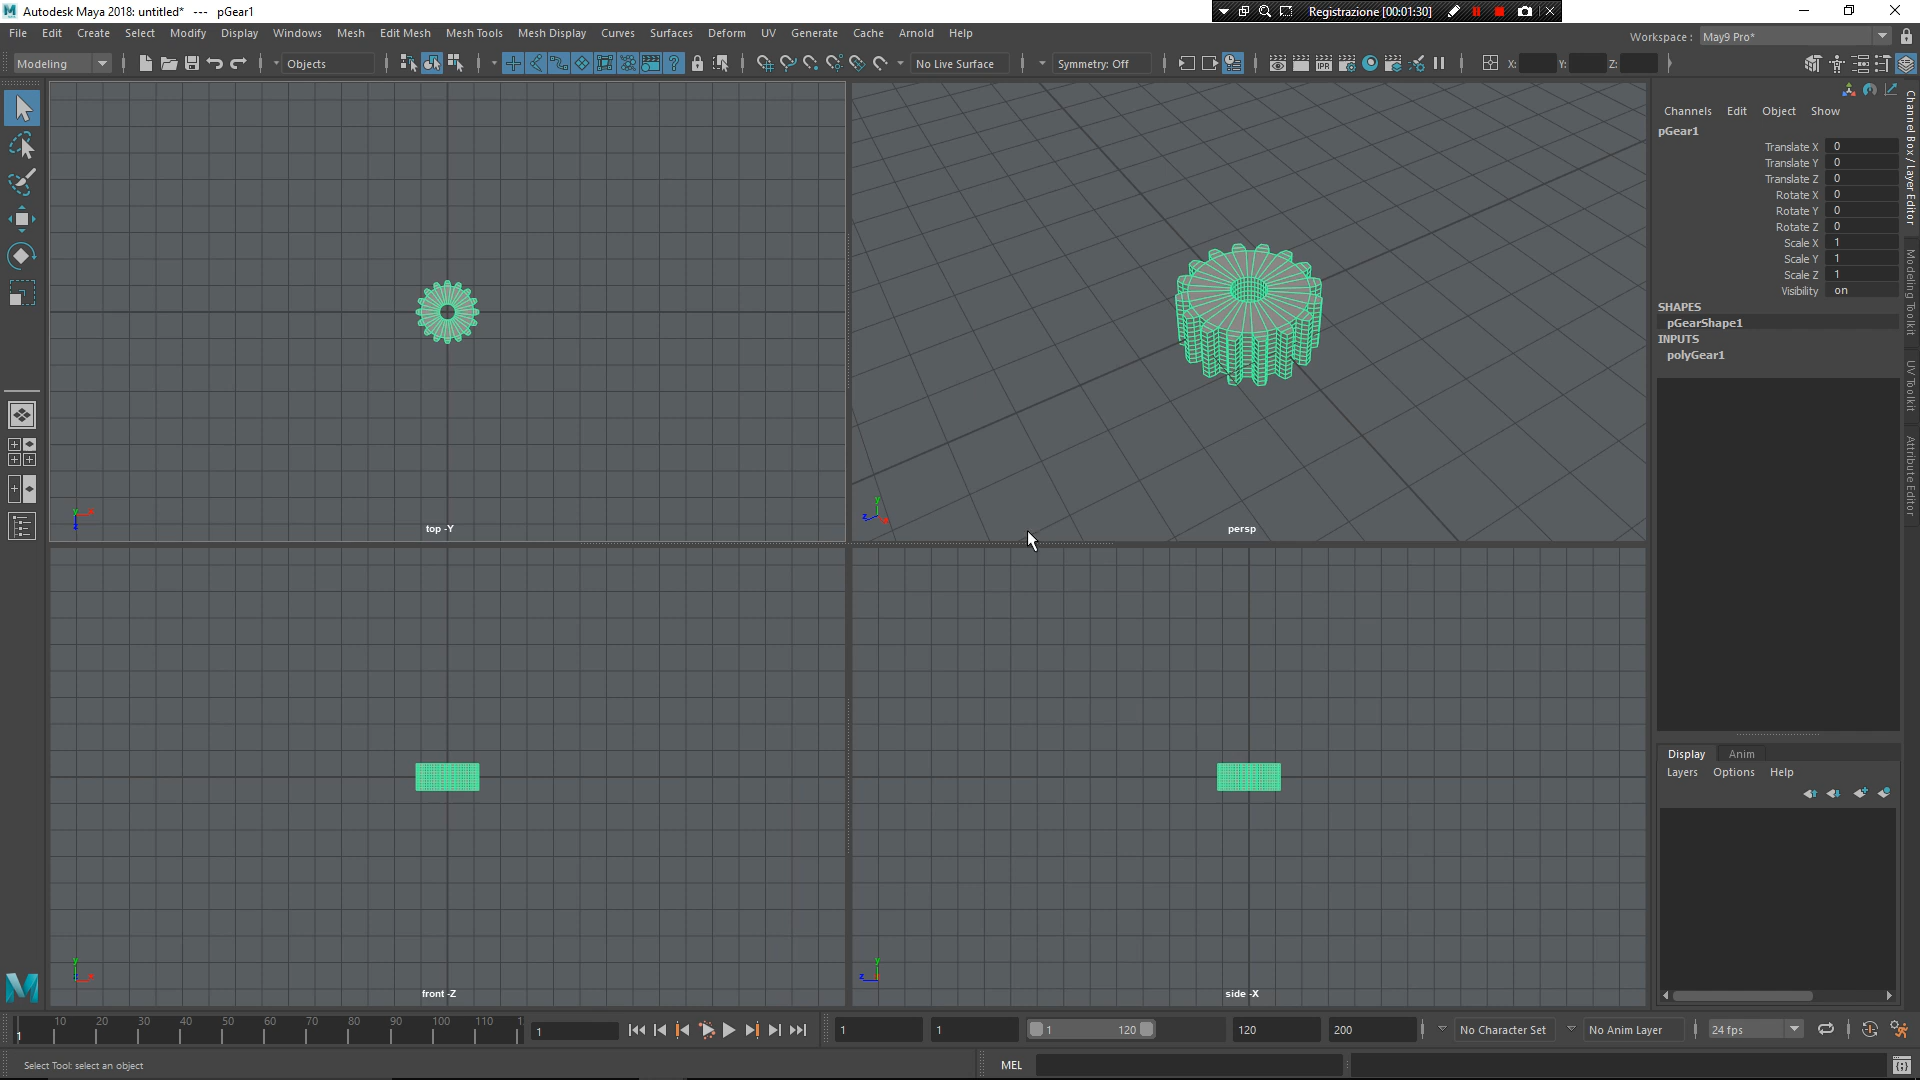 Autodesk Maya 2018: untitled*   ---   pGear1
Registrazione [00:01:30]
File Edit Create Select Modify Display Windows Mesh Edit Mesh Mesh Tools Mesh Display Curves Surfaces Deform UV Generate Cache Arnold Help
Workspace : May9 Pro*
Modeling
Objects
No Live Surface
Symmetry: Off
IPR
X: Y: Z:
Channels Edit Object Show
pGear1
Translate X 0
Translate Y 0
Translate Z 0
Rotate X 0
Rotate Y 0
Rotate Z 0
Scale X 1
Scale Y 1
Scale Z 1
Visibility on
SHAPES
pGearShape1
INPUTS
polyGear1
Channel Box / Layer Editor
Modeling Toolkit
UV Toolkit
Attribute Editor
top -Y
persp
front -Z
side -X
Display Anim
Layers Options Help
10 20 30 40 50 60 70 80 90 100 110
1
1
1
1
1 120
120
200
No Character Set
No Anim Layer
24 fps
Select Tool: select an object
MEL